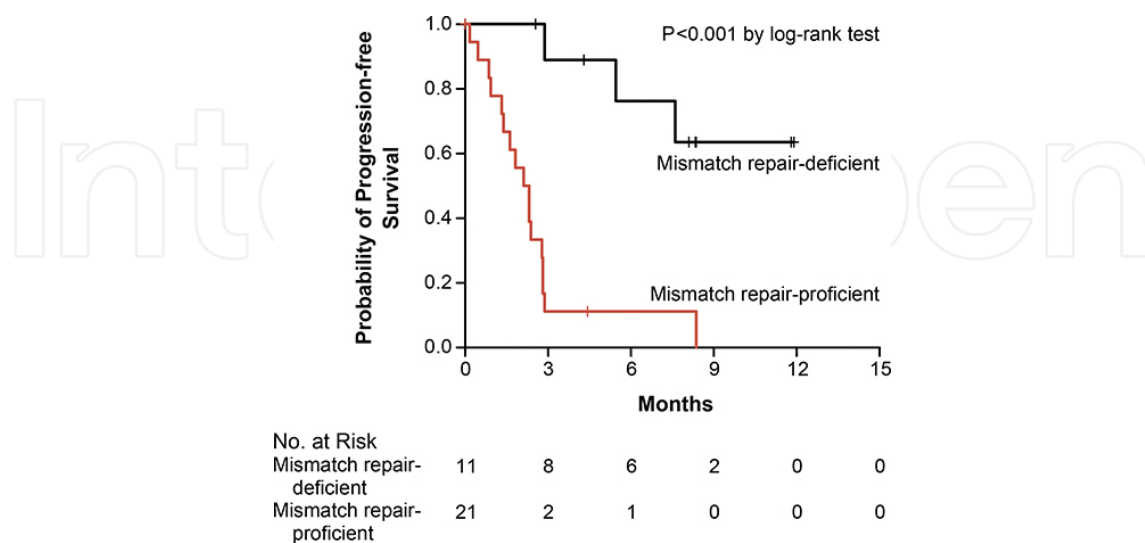 1.0
0.8
0.6
0.4
0.2
0.0
Probability of Progression-free
Survival
P<0.001 by log-rank test
Mismatch repair-deficient
Mismatch repair-proficient
0 3 6 9 12 15
Months
No. at Risk
Mismatch repair-
deficient
11 8 6 2 0 0
Mismatch repair-
proficient
21 2 1 0 0 0